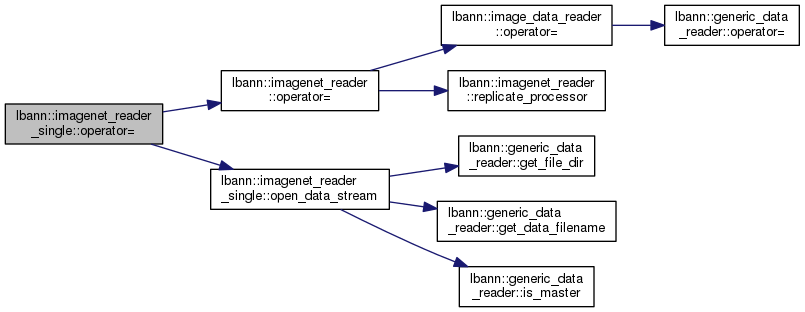 lbann::imagenet_reader
_single::operator=
lbann::imagenet_reader
::operator=
lbann::image_data_reader
::operator=
lbann::generic_data
_reader::operator=
lbann::imagenet_reader
::replicate_processor
lbann::imagenet_reader
_single::open_data_stream
lbann::generic_data
_reader::get_file_dir
lbann::generic_data
_reader::get_data_filename
lbann::generic_data
_reader::is_master